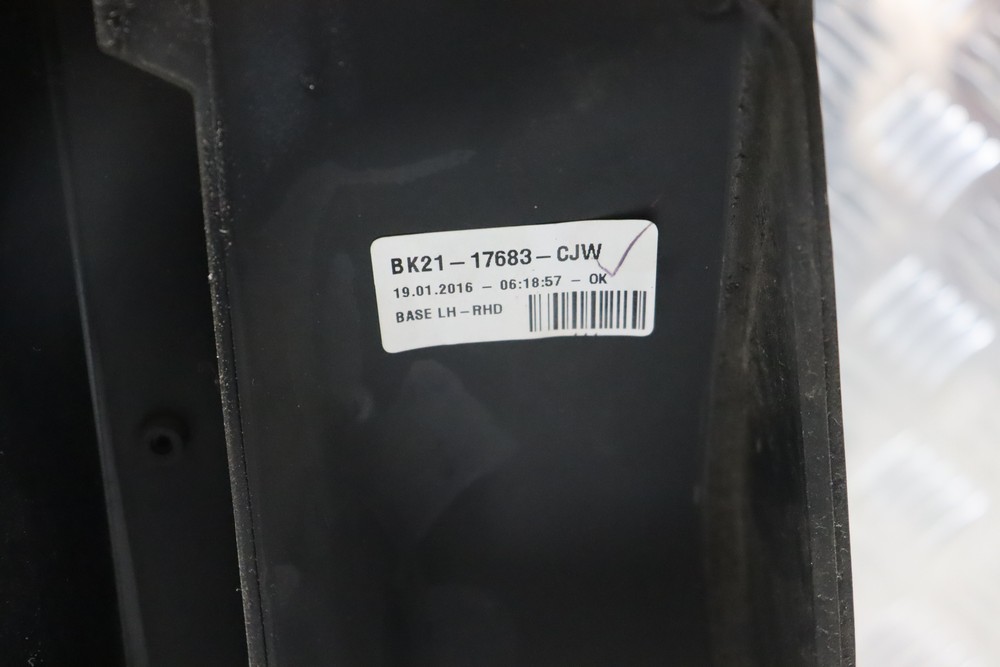 BK21-17683-CJW
19.01.2016 - 06:18:57 - OK
BASE LH-RHD